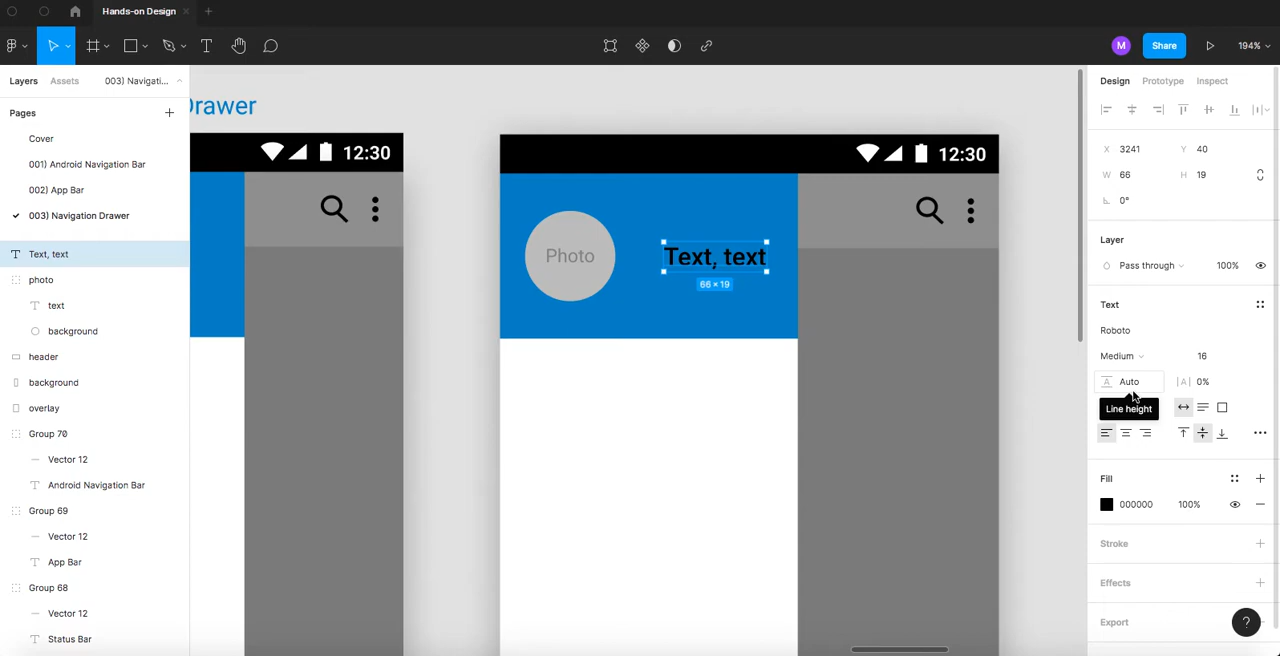 Hands-on Design
Share
M
194%
Layers
Assets
003) Navigati...
Pages
Cover
001) Android Navigation Bar
002) App Bar
003) Navigation Drawer
Text, text
photo
text
background
header
background
overlay
Group 70
Vector 12
Android Navigation Bar
Group 69
Vector 12
App Bar
Group 68
Vector 12
Status Bar
Drawer
12:30
12:30
Photo
Text, text
66 × 19
Design
Prototype
Inspect
X 3241
Y 40
W 66
H 19
0°
Layer
Pass through
100%
Text
Roboto
Medium
16
A Auto
|A| 0%
Line height
Fill
000000
100%
Stroke
Effects
Export
?